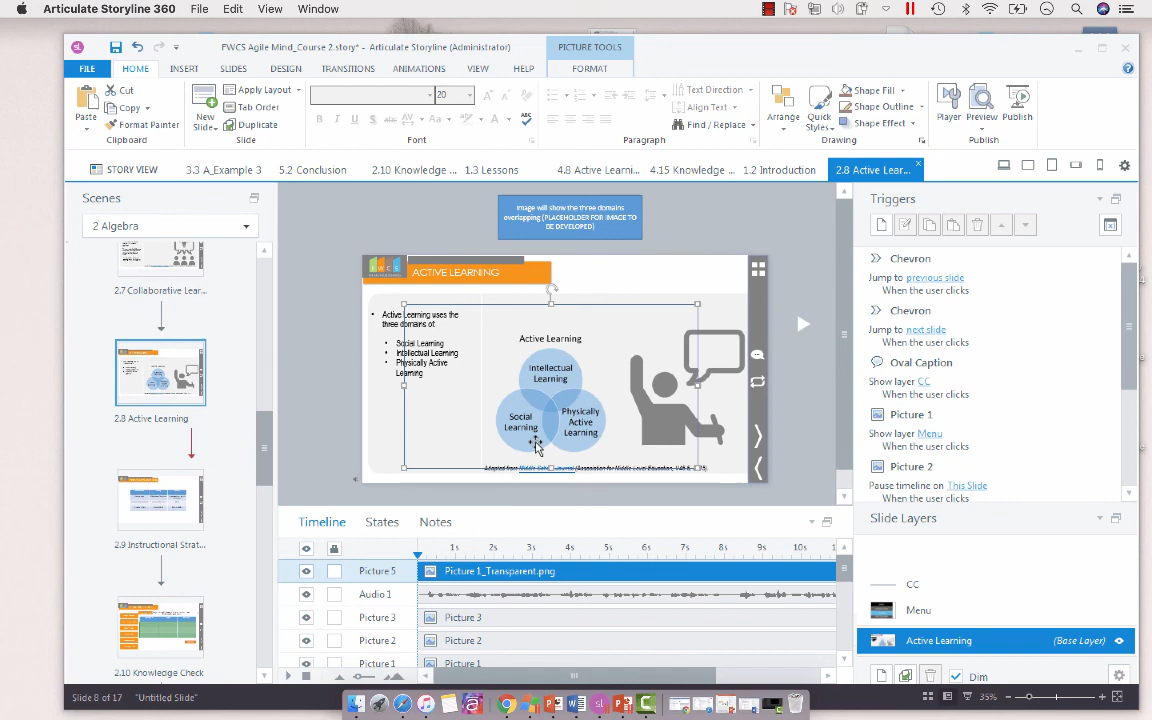 Articulate Storyline 360 File Edit View Window
FWCS Agile Mind_Course 2.story* - Articulate Storyline (Administrator)
PICTURE TOOLS
FILE HOME INSERT SLIDES DESIGN TRANSITIONS ANIMATIONS VIEW HELP FORMAT
Paste
Cut
Copy
Format Painter
Clipboard
New Slide
Apply Layout
Tab Order
Duplicate
Slide
20
Font
Text Direction
Align Text
Find / Replace
Paragraph
Arrange
Quick Styles
Shape Fill
Shape Outline
Shape Effect
Drawing
Player Preview Publish
Publish
STORY VIEW 3.3 A_Example 3 5.2 Conclusion 2.10 Knowledge ... 1.3 Lessons 4.8 Active Learni... 4.15 Knowledge ... 1.2 Introduction 2.8 Active Lear...
Scenes
2 Algebra
2.7 Collaborative Lear...
2.8 Active Learning
2.9 Instructional Strat...
2.10 Knowledge Check
Image will show the three domains
overlapping (PLACEHOLDER FOR IMAGE TO
BE DEVELOPED)
FWCS
ACTIVE LEARNING
• Active Learning uses the
three domains of
• Social Learning
• Intellectual Learning
• Physically Active
Learning
Active Learning
Intellectual
Learning
Social
Learning
Physically
Active
Learning
Adapted from Middle School Journal (Association for Middle Level Education,
Triggers
Chevron
Jump to previous slide
When the user clicks
Chevron
Jump to next slide
When the user clicks
Oval Caption
Show layer CC
When the user clicks
Picture 1
Show layer Menu
When the user clicks
Picture 2
Pause timeline on This Slide
When the user clicks
Slide Layers
CC
Menu
Active Learning (Base Layer)
Dim
Timeline States Notes
1s 2s 3s 4s 5s 6s 7s 8s 9s 10s
Picture 5 Picture 1_Transparent.png
Audio 1
Picture 3 Picture 3
Picture 2 Picture 2
Picture 1 Picture 1
Slide 8 of 17 "Untitled Slide" 35%